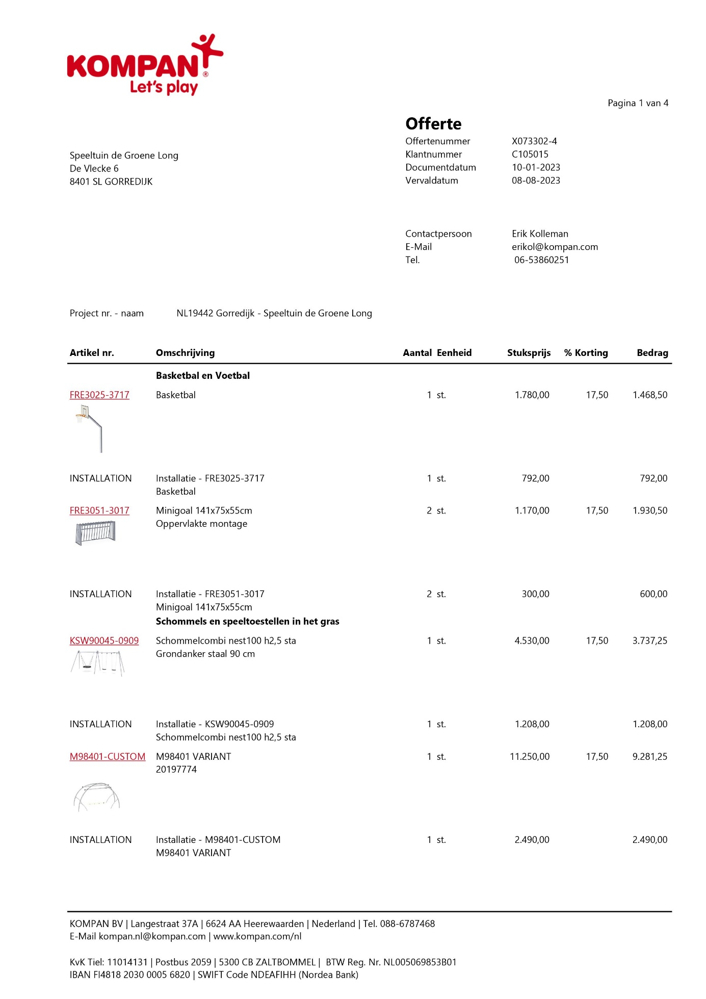 KOMPAN®
Let's play
Pagina 1 van 4
Offerte
Offertenummer X073302-4
Klantnummer C105015
Documentdatum 10-01-2023
Vervaldatum 08-08-2023
Speeltuin de Groene Long
De Vlecke 6
8401 SL GORREDIJK
Contactpersoon Erik Kolleman
E-Mail erikol@kompan.com
Tel. 06-53860251
Project nr. - naam NL19442 Gorredijk - Speeltuin de Groene Long
Artikel nr. Omschrijving Aantal Eenheid Stuksprijs % Korting Bedrag
Basketbal en Voetbal
FRE3025-3717 Basketbal 1 st. 1.780,00 17,50 1.468,50
INSTALLATION Installatie - FRE3025-3717 1 st. 792,00 792,00
Basketbal
FRE3051-3017 Minigoal 141x75x55cm 2 st. 1.170,00 17,50 1.930,50
Oppervlakte montage
INSTALLATION Installatie - FRE3051-3017 2 st. 300,00 600,00
Minigoal 141x75x55cm
Schommels en speeltoestellen in het gras
KSW90045-0909 Schommelcombi nest100 h2,5 sta 1 st. 4.530,00 17,50 3.737,25
Grondanker staal 90 cm
INSTALLATION Installatie - KSW90045-0909 1 st. 1.208,00 1.208,00
Schommelcombi nest100 h2,5 sta
M98401-CUSTOM M98401 VARIANT 1 st. 11.250,00 17,50 9.281,25
20197774
INSTALLATION Installatie - M98401-CUSTOM 1 st. 2.490,00 2.490,00
M98401 VARIANT
KOMPAN BV | Langestraat 37A | 6624 AA Heerewaarden | Nederland | Tel. 088-6787468
E-Mail kompan.nl@kompan.com | www.kompan.com/nl
KvK Tiel: 11014131 | Postbus 2059 | 5300 CB ZALTBOMMEL | BTW Reg. Nr. NL005069853B01
IBAN FI4818 2030 0005 6820 | SWIFT Code NDEAFIHH (Nordea Bank)